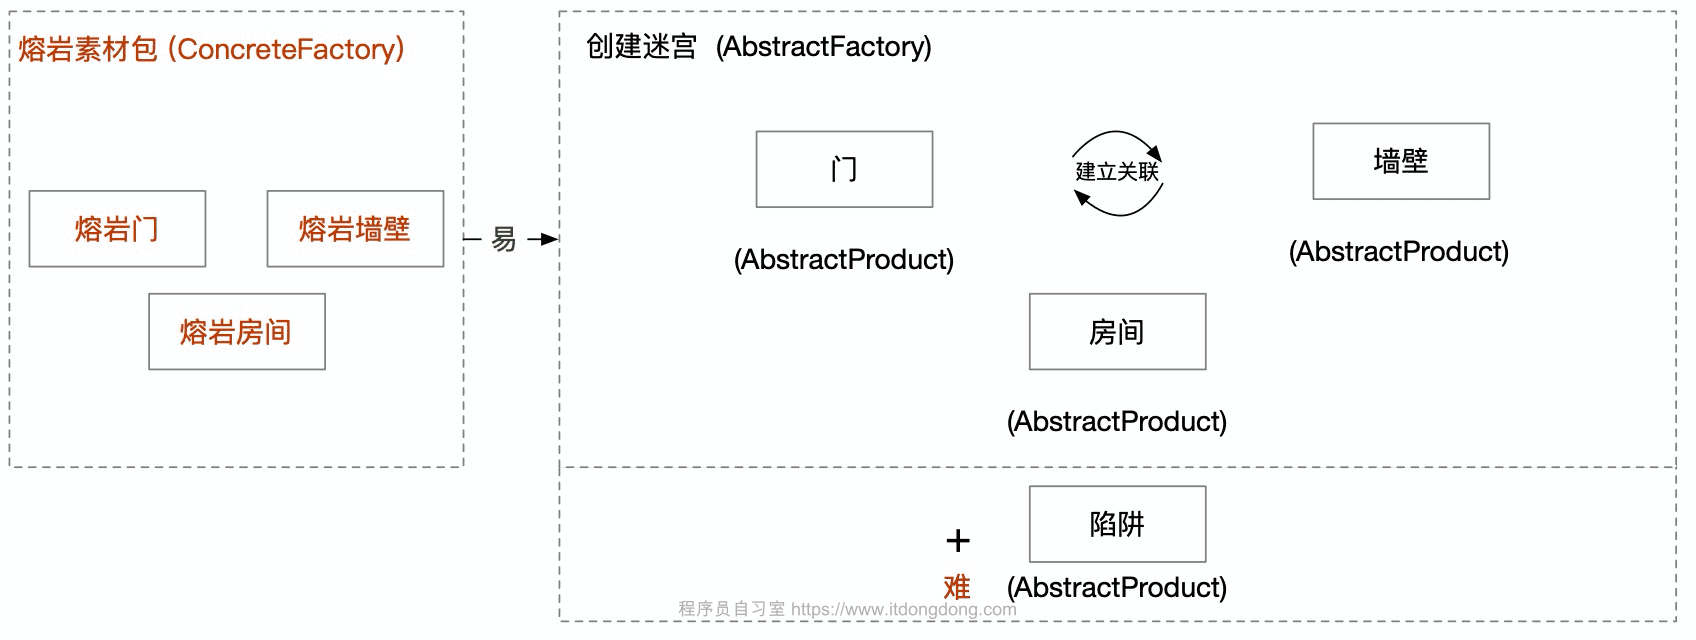 熔岩素材包 (ConcreteFactory)
熔岩门
熔岩墙壁
熔岩房间
易
创建迷宫 (AbstractFactory)
门
(AbstractProduct)
建立关联
墙壁
(AbstractProduct)
房间
(AbstractProduct)
+
难
陷阱
(AbstractProduct)
程序员自习室 https://www.itdongdong.com